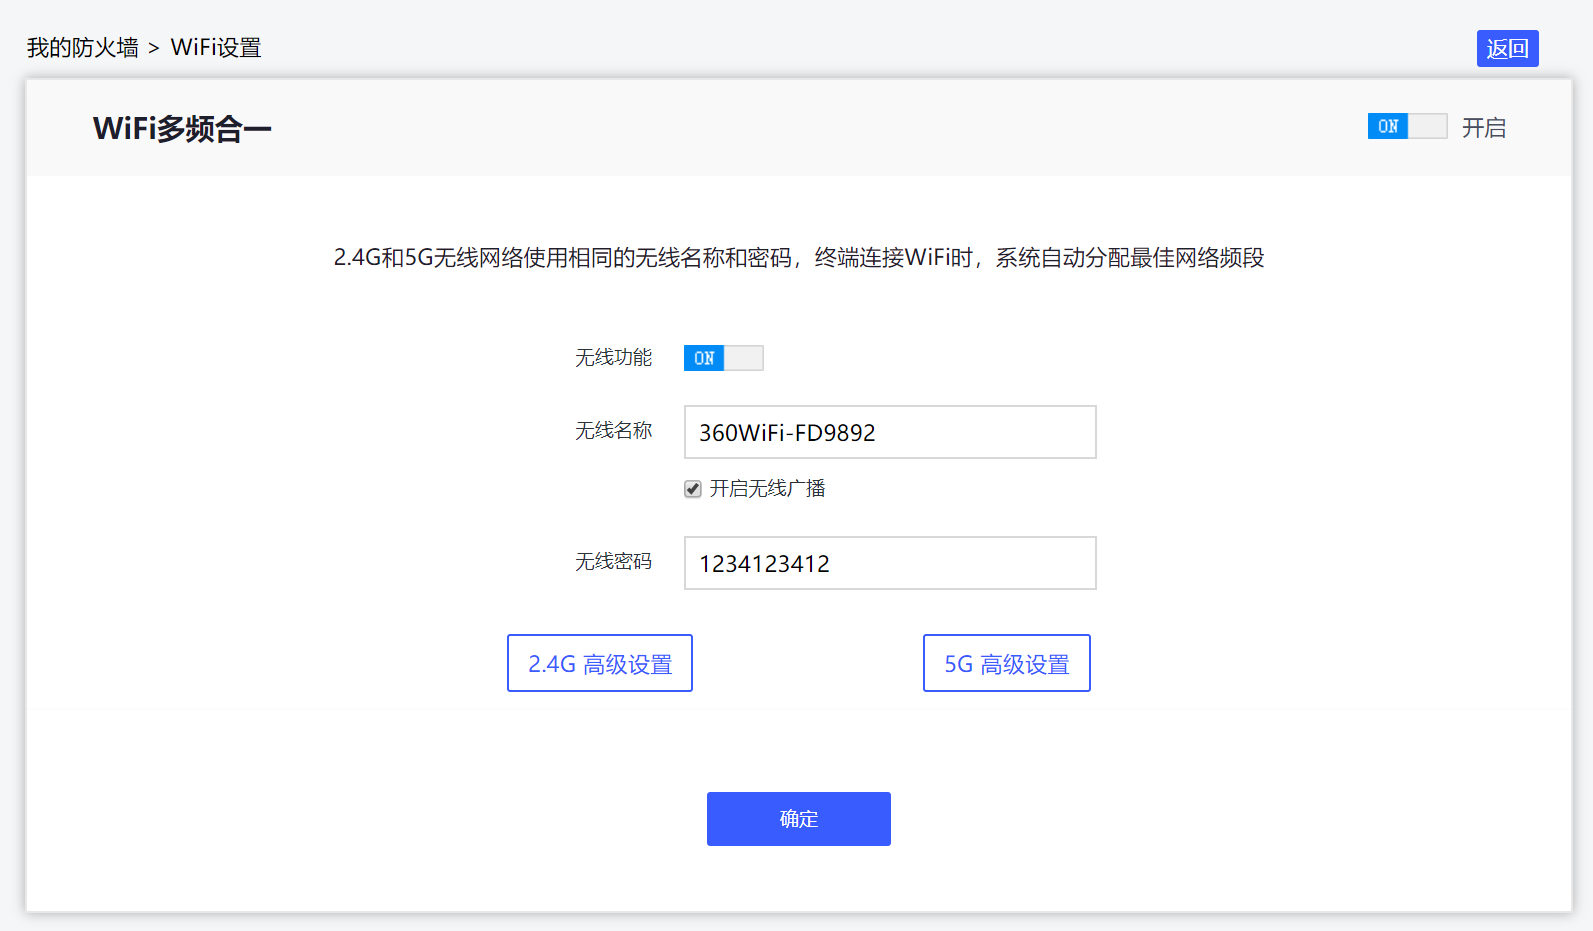 我的防火墙 > WiFi设置
返回
WiFi多频合一
ON 开启
2.4G和5G无线网络使用相同的无线名称和密码，终端连接WiFi时，系统自动分配最佳网络频段
无线功能 ON
无线名称 360WiFi-FD9892
开启无线广播
无线密码 1234123412
2.4G 高级设置
5G 高级设置
确定